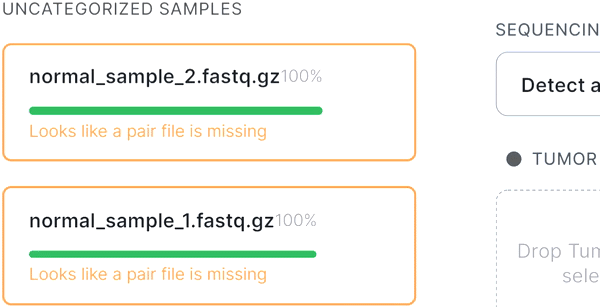 UNCATEGORIZED SAMPLES
normal_sample_2.fastq.gz 100%
Looks like a pair file is missing
normal_sample_1.fastq.gz 100%
Looks like a pair file is missing
SEQUENCIN
Detect a
TUMOR
Drop Tum
sele